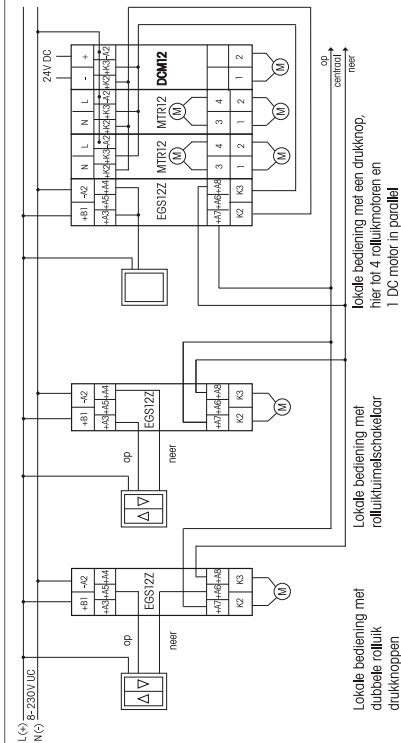 L (+)
N (-)
8-230V UC
+B1 -A2
+A3+A5+A4
EGS12Z
+A7+A6+A8
K2 K3
M
op
neer
Lokale bediening met
dubbele rolluik
drukknoppen
+B1 -A2
+A3+A5+A4
EGS12Z
+A7+A6+A8
K2 K3
M
op
neer
Lokale bediening met
rolluiktuimelschakelaar
+B1 -A2
+A3+A5+A4
EGS12Z
+A7+A6+A8
K2 K3
N L
+K2+K3-A2
MTR12
M
3 4
1 2
M
N L
+K2+K3-A2
MTR12
M
3 4
1 2
M
24V DC
- +
+K2+K3-A2
DCM12
1 2
M
op
centraal
neer
lokale bediening met een drukknop,
hier tot 4 rolluikmotoren en
1 DC motor in parallel